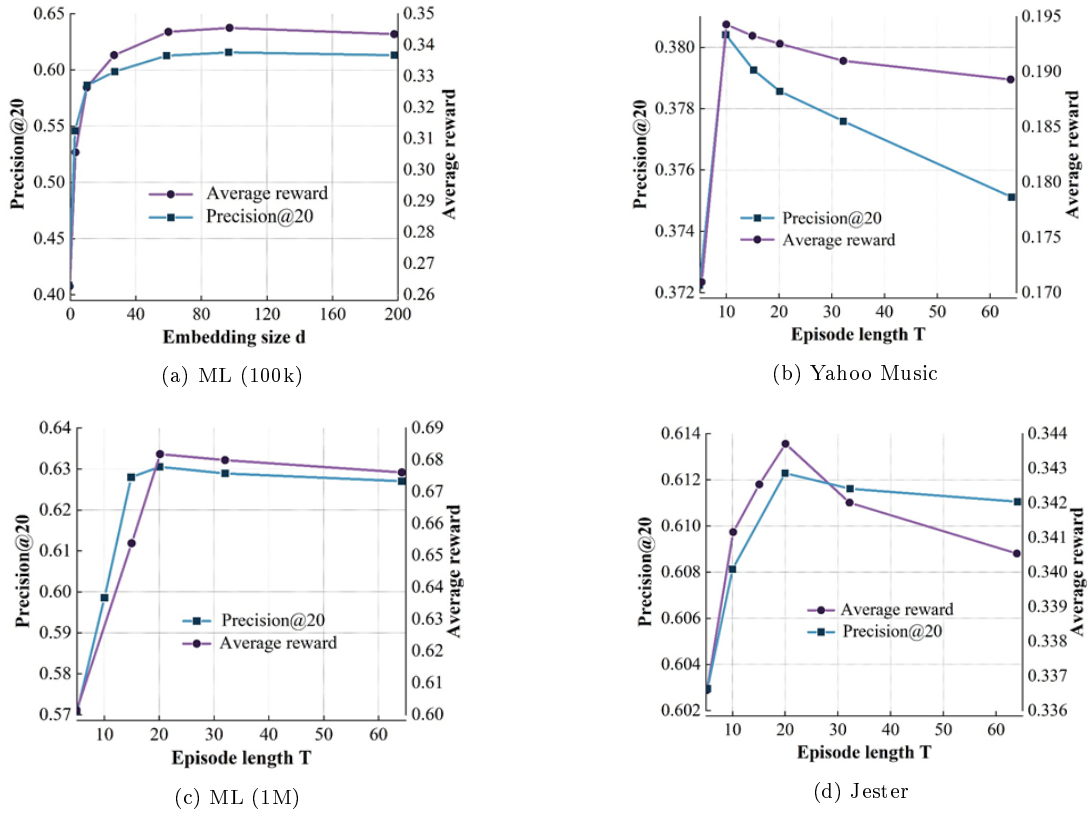 0.65
0.60
0.55
0.50
0.45
0.40
Precision@20
0.35
0.34
0.33
0.32
0.31
0.30
0.29
0.28
0.27
0.26
Average reward
Average reward
Precision@20
0 40 80 120 160 200
Embedding size d
(a) ML (100k)
0.380
0.378
0.376
0.374
0.372
Precision@20
0.195
0.190
0.185
0.180
0.175
0.170
Average reward
Precision@20
Average reward
10 20 30 40 50 60
Episode length T
(b) Yahoo Music
0.64
0.63
0.62
0.61
0.60
0.59
0.58
0.57
Precision@20
0.69
0.68
0.67
0.66
0.65
0.64
0.63
0.62
0.61
0.60
Average reward
Precision@20
Average reward
10 20 30 40 50 60
Episode length T
(c) ML (1M)
0.614
0.612
0.610
0.608
0.606
0.604
0.602
Precision@20
0.344
0.343
0.342
0.341
0.340
0.339
0.338
0.337
0.336
Average reward
Average reward
Precision@20
10 20 30 40 50 60
Episode length T
(d) Jester